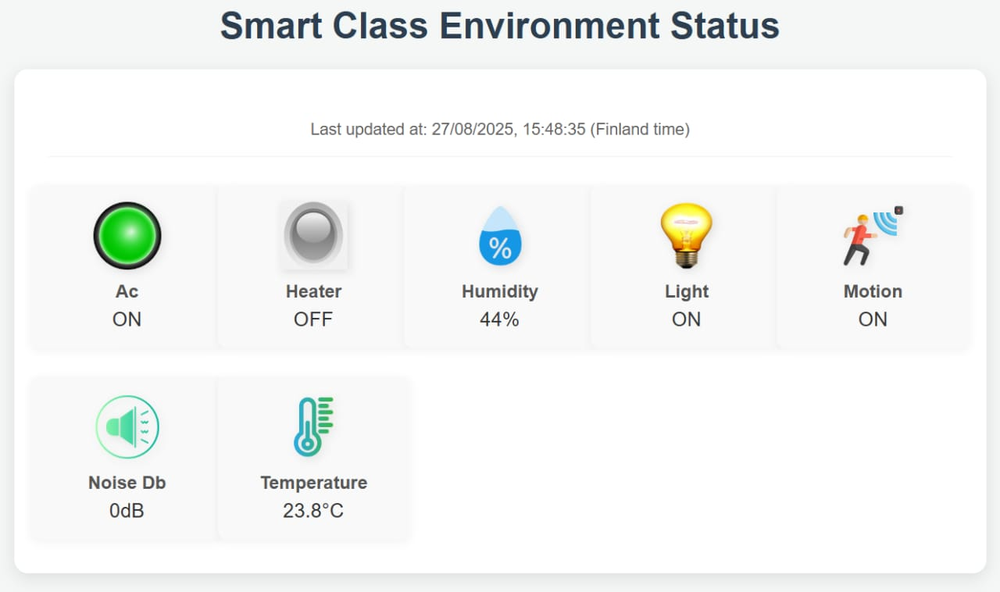 Smart Class Environment Status
Last updated at: 27/08/2025, 15:48:35 (Finland time)
Ac
ON
Heater
OFF
%
Humidity
44%
Light
ON
Motion
ON
Noise Db
0dB
Temperature
23.8°C